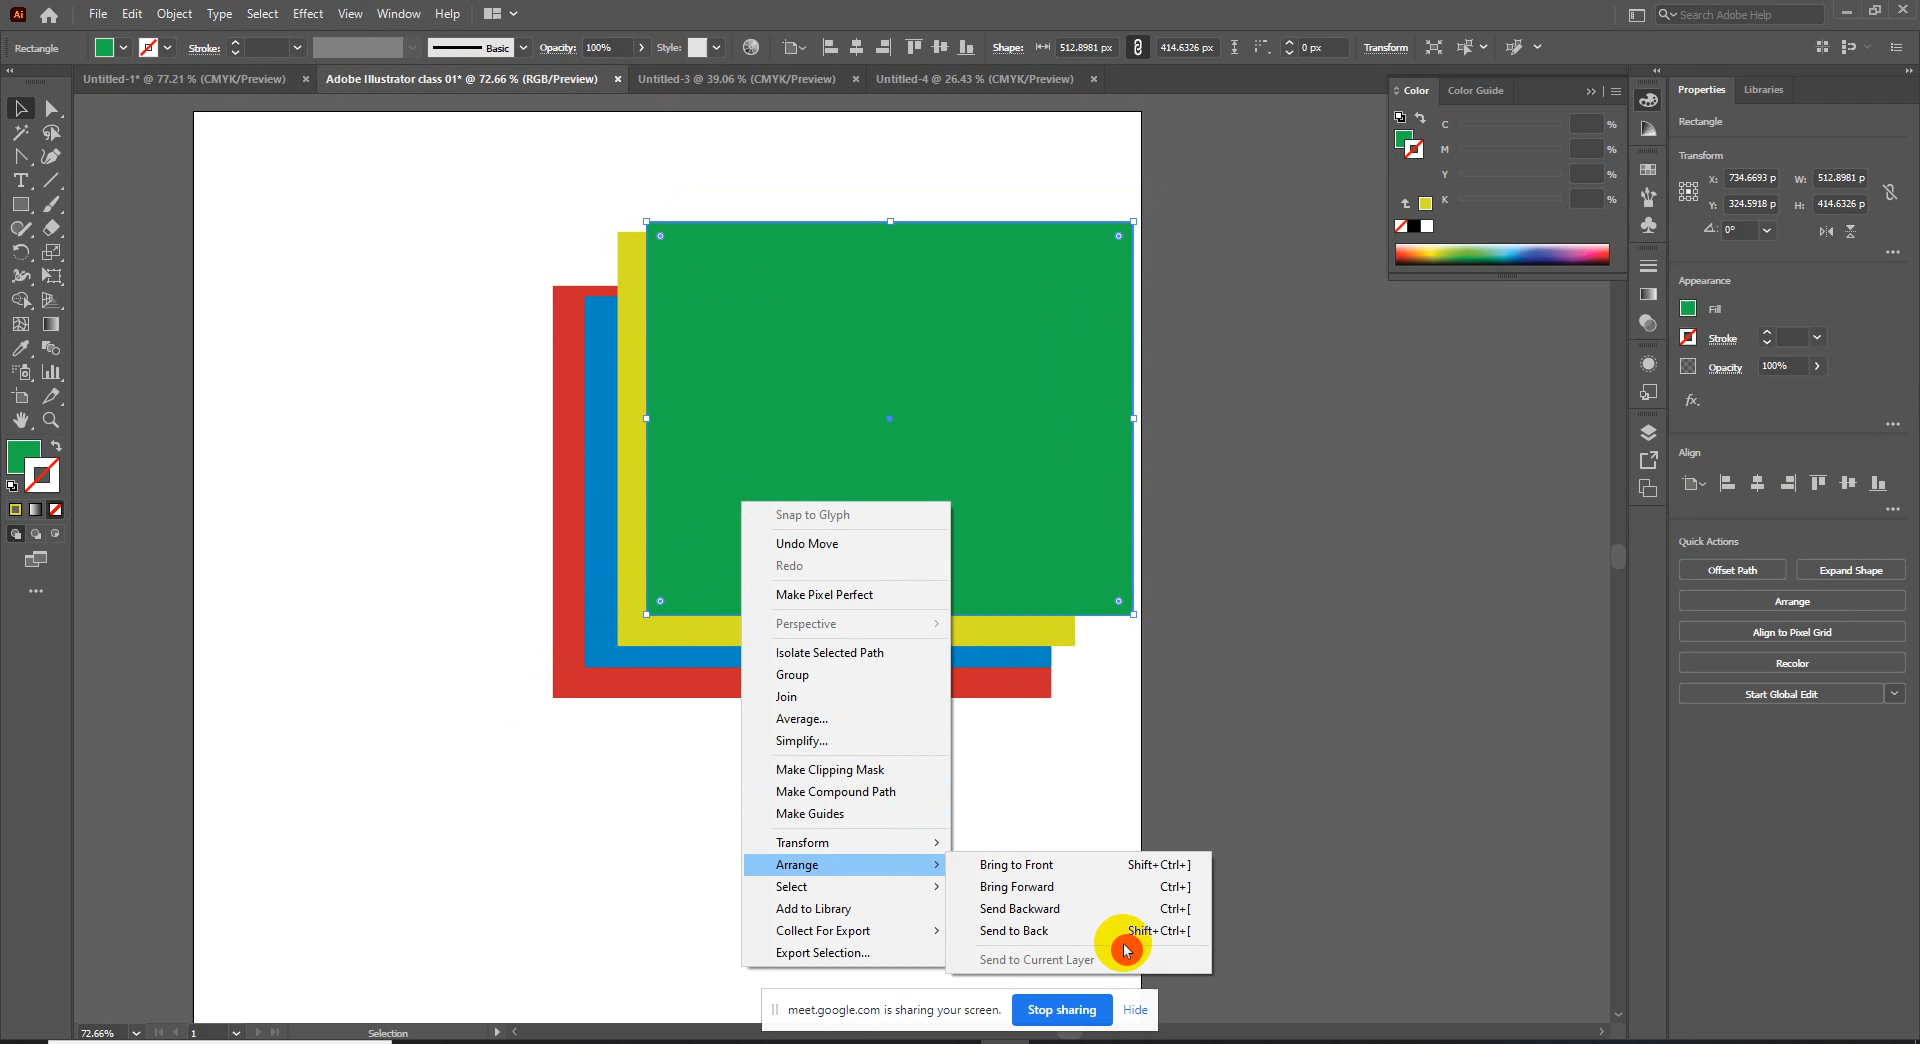 Ai File Edit Object Type Select Effect View Window Help Search Adobe Help
Rectangle Stroke: Basic Opacity: 100% Style: Shape: 512.8981 px 414.6326 px 0 px Transform
Untitled-1* @ 77.21 % (CMYK/Preview) Adobe Illustrator class 01* @ 72.66 % (RGB/Preview) Untitled-3 @ 39.06 % (CMYK/Preview) Untitled-4 @ 26.43 % (CMYK/Preview)
Color Color Guide
C %
M %
Y %
K %
Properties Libraries
Rectangle
Transform
X: 734.6693 p W: 512.8981 p
Y: 324.5918 p H: 414.6326 p
0°
Appearance
Fill
Stroke
Opacity 100%
fx.
Align
Quick Actions
Offset Path Expand Shape
Arrange
Align to Pixel Grid
Recolor
Start Global Edit
Snap to Glyph
Undo Move
Redo
Make Pixel Perfect
Perspective
Isolate Selected Path
Group
Join
Average...
Simplify...
Make Clipping Mask
Make Compound Path
Make Guides
Transform
Arrange
Select
Add to Library
Collect For Export
Export Selection...
Bring to Front Shift+Ctrl+]
Bring Forward Ctrl+]
Send Backward Ctrl+[
Send to Back Shift+Ctrl+[
Send to Current Layer
meet.google.com is sharing your screen. Stop sharing Hide
72.66% 1 Selection